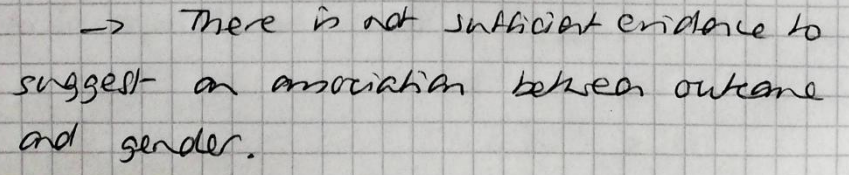 → There is not sufficient evidence to
suggest an association between outcome
and gender.